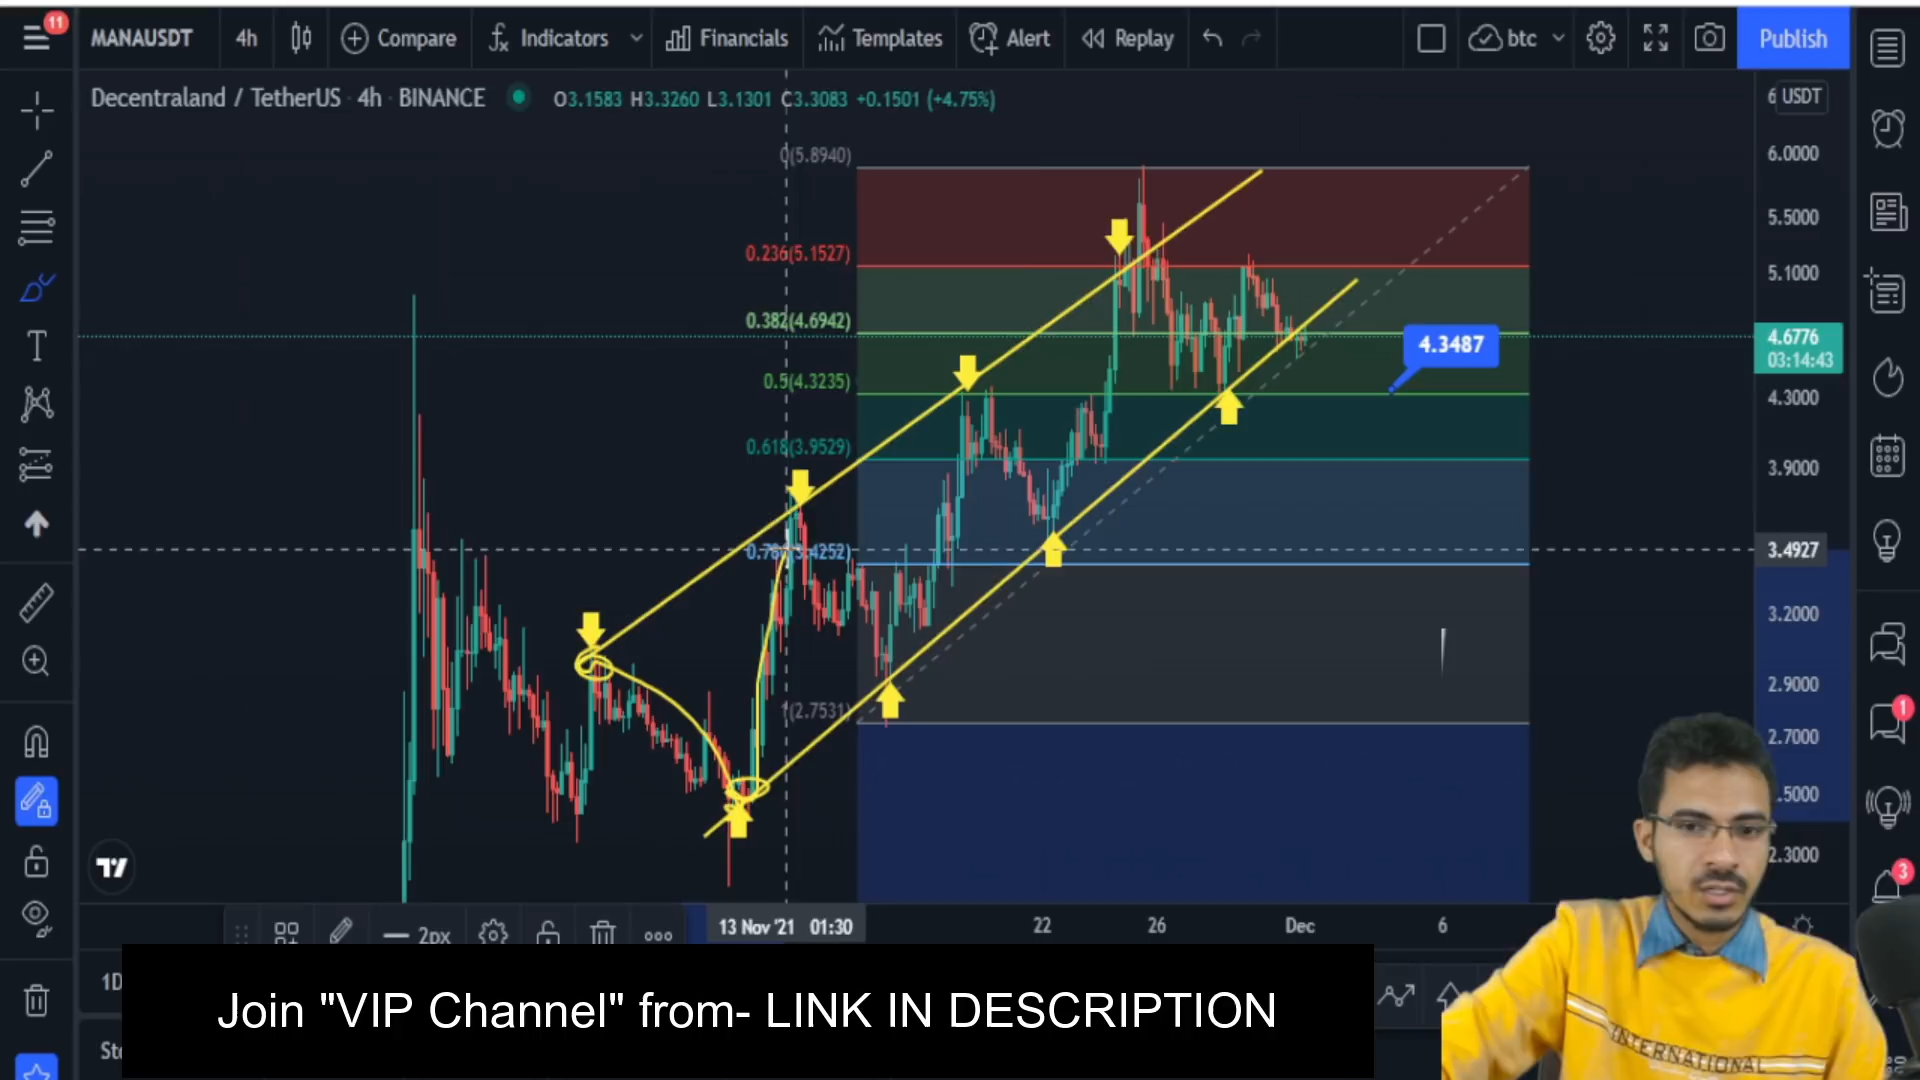 11
MANAUSDT 4h Compare Indicators Financials Templates Alert Replay btc Publish
Decentraland / TetherUS 4h BINANCE O3.1583 H3.3260 L3.1301 C3.3083 +0.1501 (+4.75%)
6 USDT
0(5.8940)
6.0000
5.5000
0.236(5.1527)
5.1000
0.382(4.6942)
4.6776
03:14:43
4.3487
0.5(4.3235)
4.3000
0.618(3.9529)
3.9000
3.4927
3.2000
2.9000
1(2.7531)
1
2.7000
.5000
2.3000
3
2px
13 Nov '21 01:30 22 26 Dec 6
1D
Join "VIP Channel" from- LINK IN DESCRIPTION
INTERNATIONAL